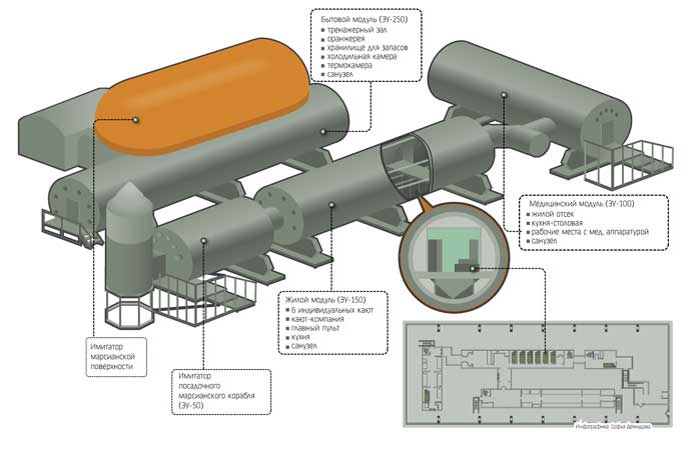 Бытовой модуль (ЭУ-250)
тренажерный зал
оранжерея
хранилище для запасов
холодильная камера
термокамера
санузел
Медицинский модуль (ЭУ-100)
жилой отсек
кухня-столовая
рабочие места с мед. аппаратурой
санузел
Жилой модуль (ЭУ-150)
6 индивидуальных кают
кают-компания
главный пульт
кухня
санузел
Имитатор
марсианской
поверхности
Имитатор
посадочного
марсианского корабля
(ЭУ-50)
Инфографика: Софья Демидова